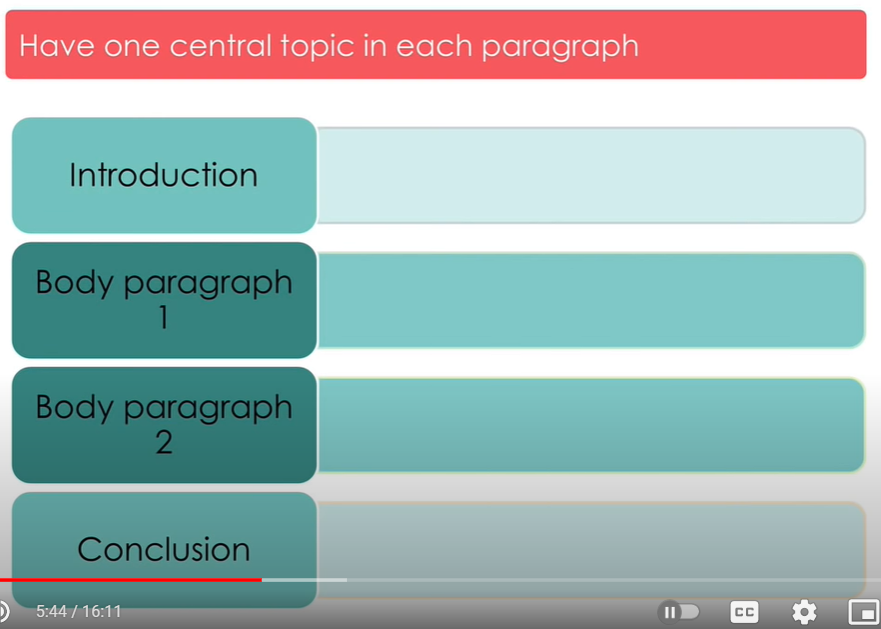 Have one central topic in each paragraph
Introduction
Body paragraph
1
Body paragraph
2
Conclusion
5:44 / 16:11
CC